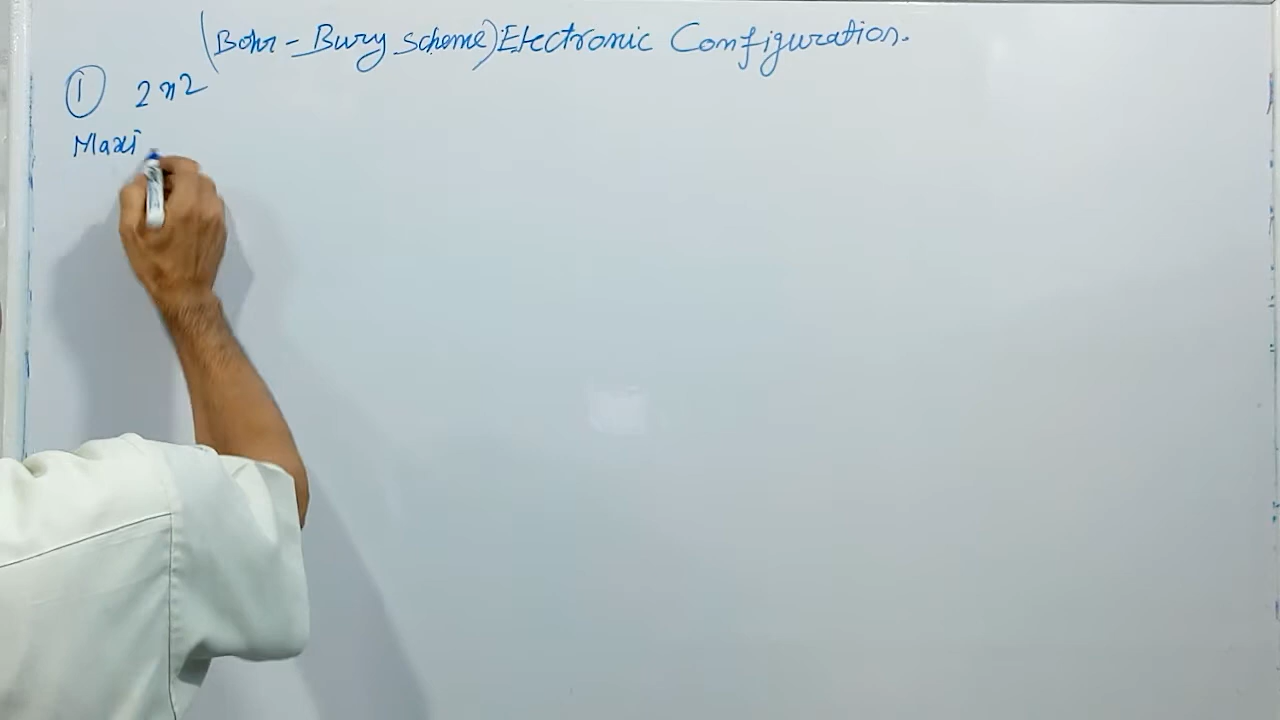 (Bohr - Bury Scheme) Electronic Configuration.
① 2n2
Maxi